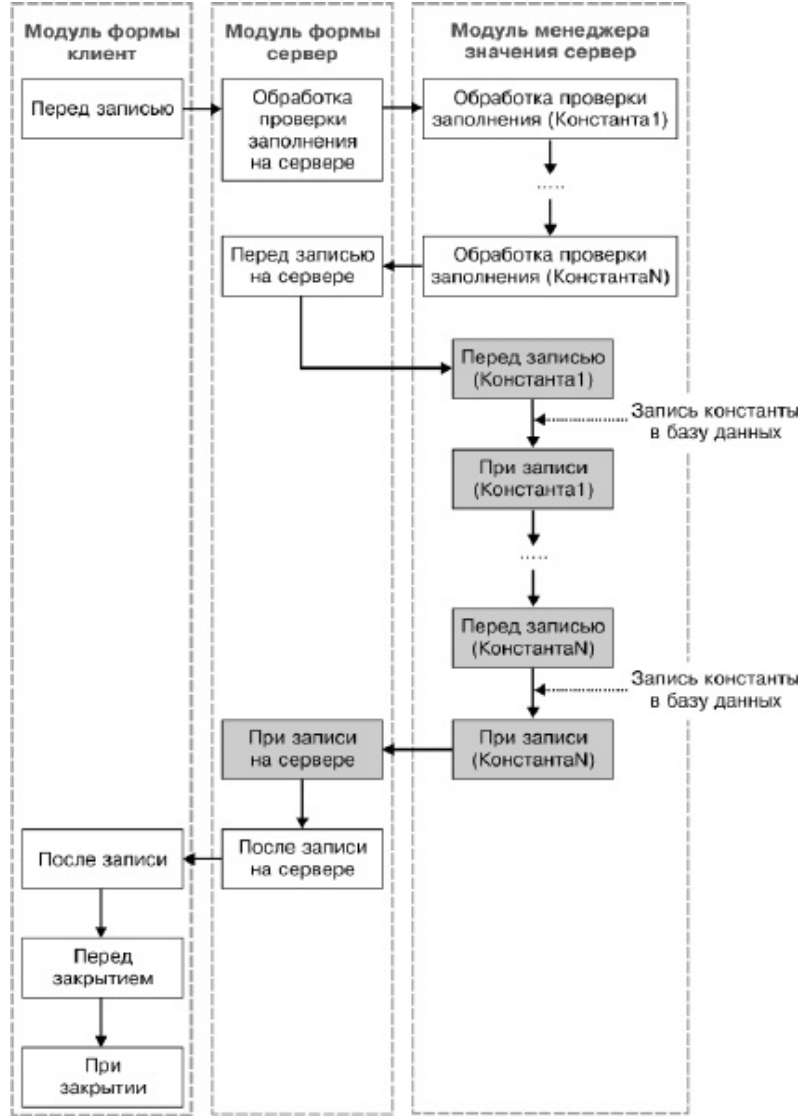 Модуль формы
клиент
Модуль формы
сервер
Модуль менеджера
значения сервер
Перед записью
Обработка
проверки
заполнения
на сервере
Обработка проверки
заполнения (Константа1)
.....
Перед записью
на сервере
Обработка проверки
заполнения (КонстантаN)
Перед записью
(Константа1)
Запись константы
в базу данных
При записи
(Константа1)
.....
Перед записью
(КонстантаN)
Запись константы
в базу данных
При записи
на сервере
При записи
(КонстантаN)
После записи
После записи
на сервере
Перед
закрытием
При
закрытии